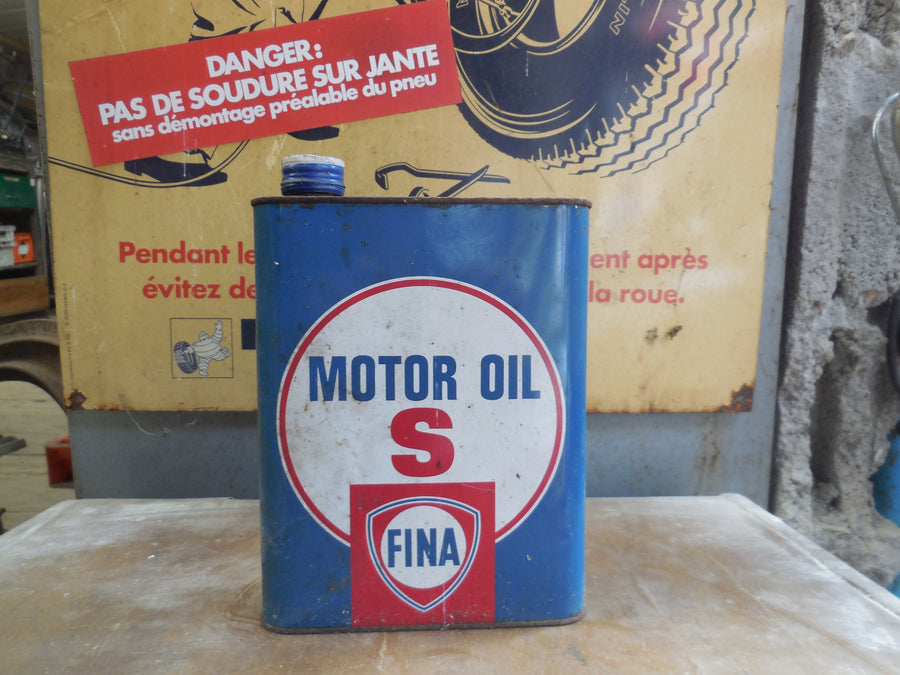 DANGER:
PAS DE SOUDURE SUR JANTE
sans démontage préalable du pneu
Pendant le
ent après
évitez de
la roue.
MOTOR OIL
S
FINA